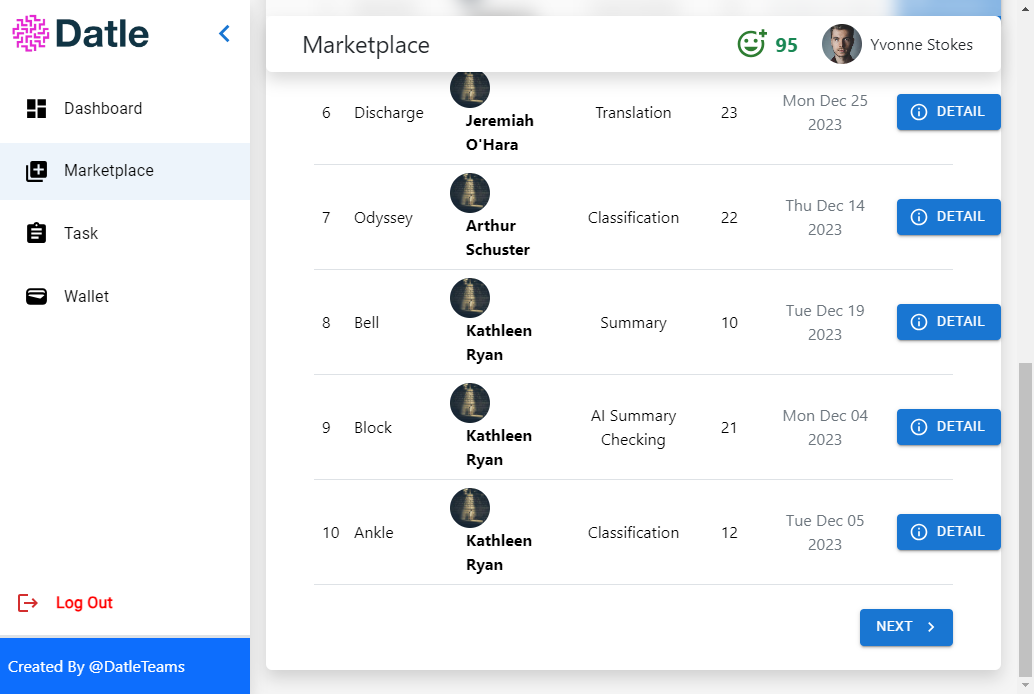 Datle
Dashboard
Marketplace
Task
Wallet
Log Out
Created By @DatleTeams
Marketplace
95
Yvonne Stokes
6 Discharge Jeremiah O'Hara Translation 23 Mon Dec 25 2023 DETAIL
7 Odyssey Arthur Schuster Classification 22 Thu Dec 14 2023 DETAIL
8 Bell Kathleen Ryan Summary 10 Tue Dec 19 2023 DETAIL
9 Block Kathleen Ryan AI Summary Checking 21 Mon Dec 04 2023 DETAIL
10 Ankle Kathleen Ryan Classification 12 Tue Dec 05 2023 DETAIL
NEXT